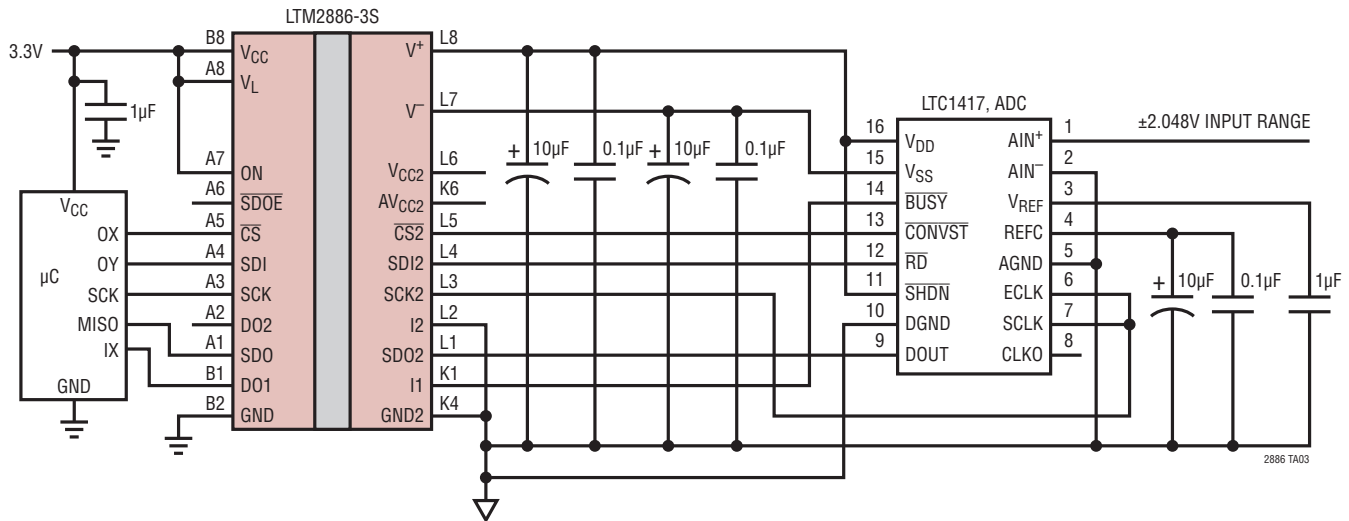 LTM2886-3S
3.3V
B8
VCC
A8
VL
1µF
A7
ON
A6
SDOE
A5
CS
A4
SDI
A3
SCK
A2
DO2
A1
SDO
B1
DO1
B2
GND
VCC
µC
OX
OY
SCK
MISO
IX
GND
V+
L8
V−
L7
VCC2
L6
AVCC2
K6
CS2
L5
SDI2
L4
SCK2
L3
I2
L2
SDO2
L1
I1
K1
GND2
K4
+
10µF
0.1µF
+
10µF
0.1µF
LTC1417, ADC
16
VDD
15
VSS
14
BUSY
13
CONVST
12
RD
11
SHDN
10
DGND
9
DOUT
AIN+
1
AIN−
2
VREF
3
REFC
4
AGND
5
ECLK
6
SCLK
7
CLKO
8
±2.048V INPUT RANGE
+
10µF
0.1µF
1µF
2886 TA03